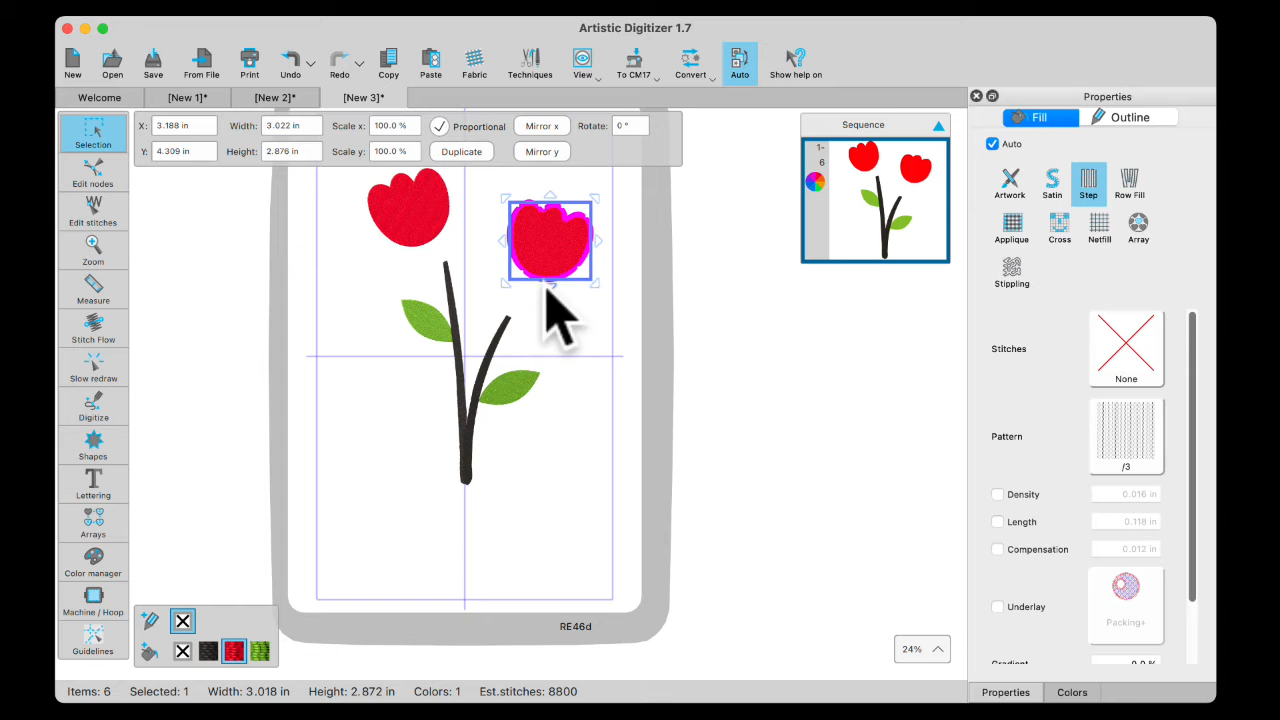 Artistic Digitizer 1.7
New Open Save From File Print Undo Redo Copy Paste Fabric Techniques View To CM17 Convert Auto Show help on
Welcome [New 1]* [New 2]* [New 3]*
X: 3.188 in Width: 3.022 in Scale x: 100.0 % Proportional Mirror x Rotate: 0 °
Y: 4.309 in Height: 2.876 in Scale y: 100.0 % Duplicate Mirror y
Selection
Edit nodes
Edit stitches
Zoom
Measure
Stitch Flow
Slow redraw
Digitize
Shapes
Lettering
Arrays
Color manager
Machine / Hoop
Guidelines
RE46d
24%
Sequence
1-
6
Properties
Fill Outline
Auto
Artwork Satin Step Row Fill
Applique Cross Netfill Array
Stippling
Stitches
None
Pattern
/3
Density 0.016 in
Length 0.118 in
Compensation 0.012 in
Underlay
Packing+
Properties Colors
Items: 6 Selected: 1 Width: 3.018 in Height: 2.872 in Colors: 1 Est.stitches: 8800